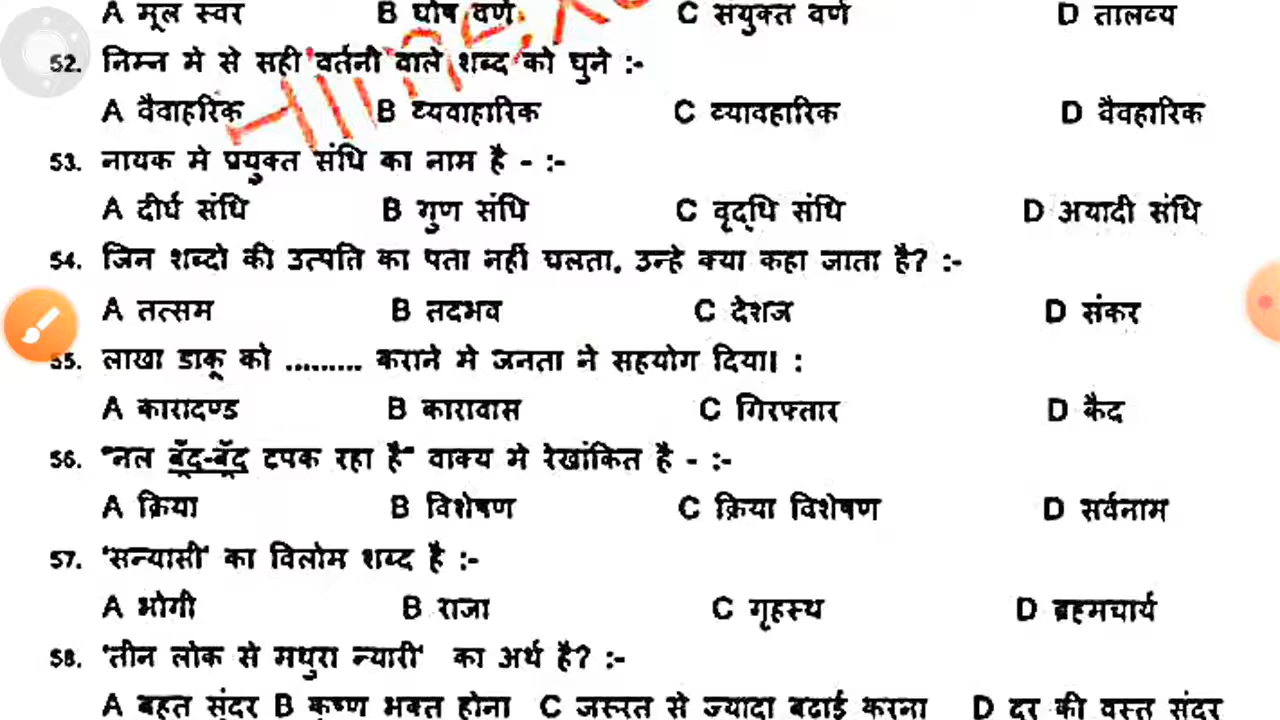 A मूल स्वर B घोष वर्ण C संयुक्त वर्ण D तालव्य
52. निम्न मे से सही वर्तनी वाले शब्द को चुने :-
A वैवाहरिक B व्यवाहारिक C व्यावहारिक D वैवहारिक
53. नायक मे प्रयुक्त संधि का नाम है - :-
A दीर्घ संधि B गुण संधि C वृद्धि संधि D अयादी संधि
54. जिन शब्दो की उत्पति का पता नहीं चलता, उन्हे क्या कहा जाता है? :-
A तत्सम B तदभव C देशज D संकर
55. लाखा डाकू को ......... कराने मे जनता ने सहयोग दिया। :
A कारादण्ड B कारावास C गिरफ्तार D कैद
56. "नल बूँद-बूँद टपक रहा है" वाक्य मे रेखांकित है - :-
A क्रिया B विशेषण C क्रिया विशेषण D सर्वनाम
57. 'सन्यासी' का विलोम शब्द है :-
A भोगी B राजा C गृहस्थ D ब्रहमचार्य
58. 'तीन लोक से मथुरा न्यारी' का अर्थ है? :-
A बहुत सुंदर B कृष्ण भक्त होना C जरूरत से ज्यादा बढाई करना D दूर की वस्तु सुंदर